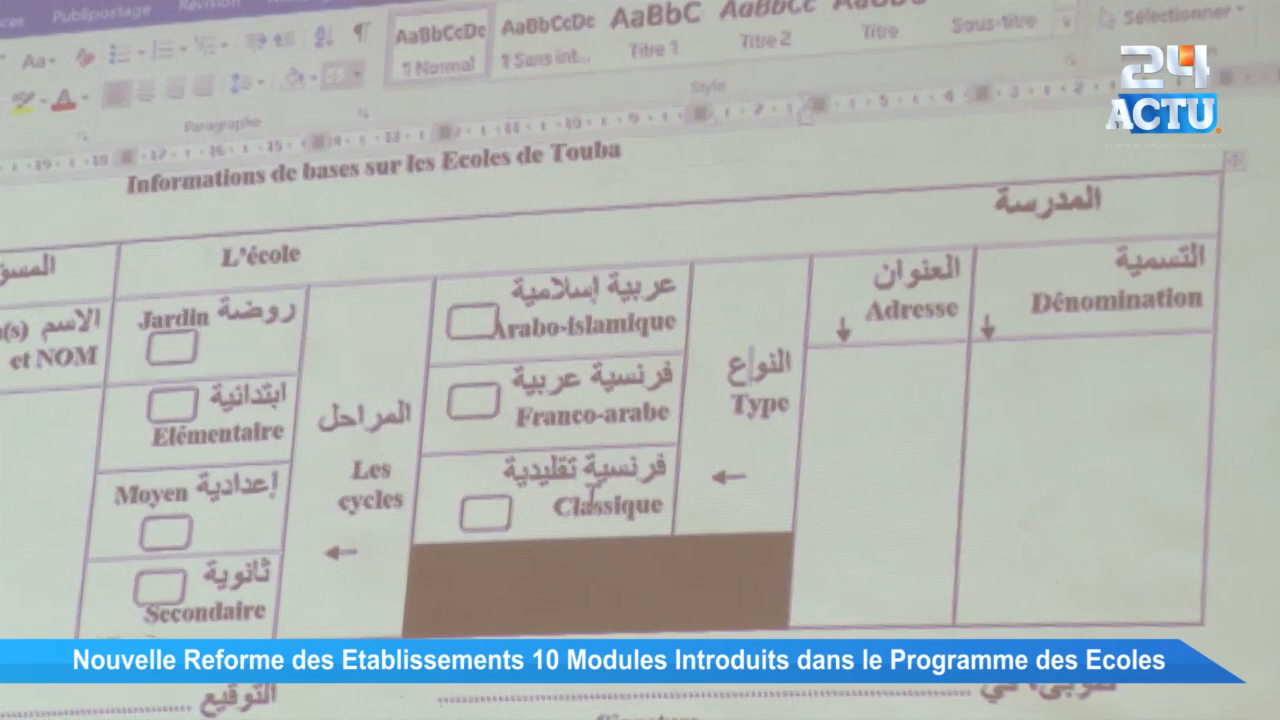 Publipostage
Révision
AaBbCcDc
AaBbCcDc
AaBbC
AaBbCc
¶ Normal
¶ Sans int...
Titre 1
Titre 2
Titre
Sous-titre
Sélectionner
Paragraphe
Style
24
ACTU
Informations de bases sur les Ecoles de Touba
المدرسة
L'école
التسمية
Dénomination
العنوان
Adresse
النواع
Type
عربية إسلامية
Arabo-islamique
فرنسية عربية
Franco-arabe
فرنسية تقليدية
Classique
المراحل
Les
cycles
Jardin روضة
ابتدائية
Elémentaire
Moyen إعدادية
ثانوية
Secondaire
الاسم
et NOM
Nouvelle Reforme des Etablissements 10 Modules Introduits dans le Programme des Ecoles
التوقيع